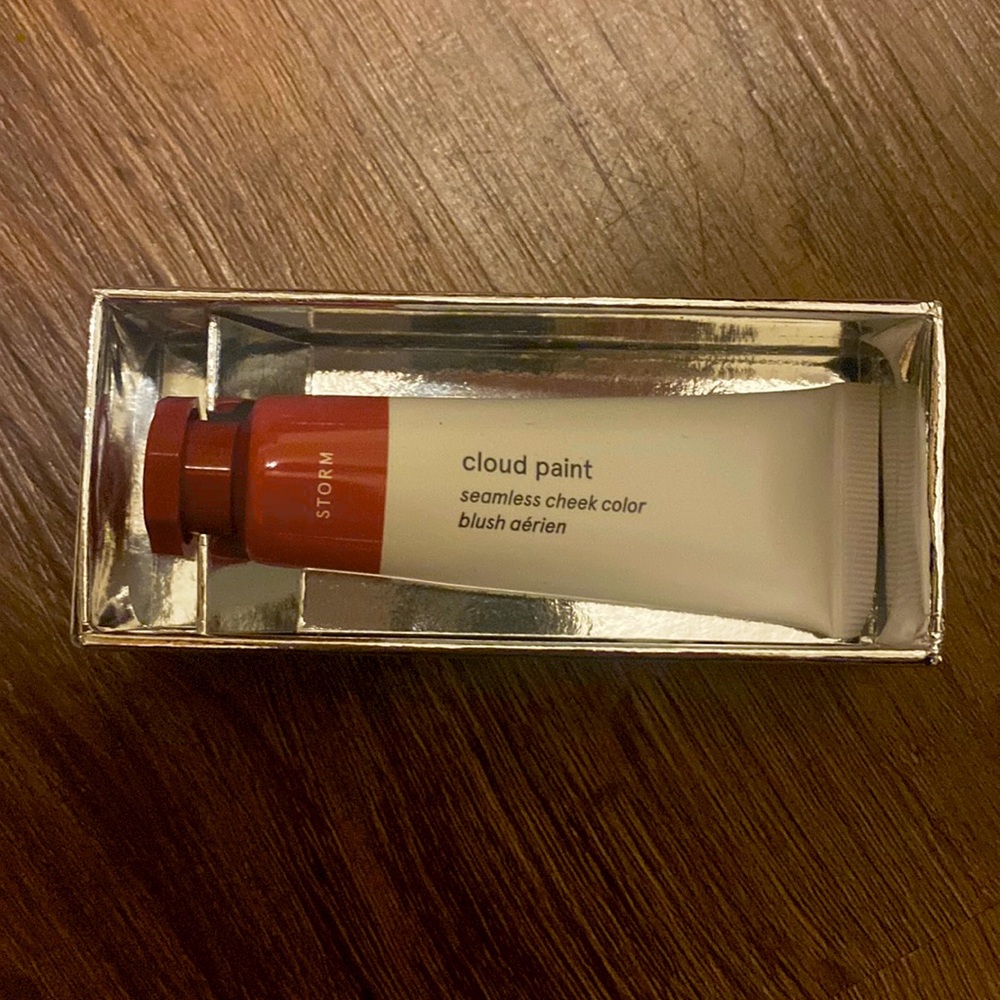 STORM
cloud paint
seamless cheek color
blush aérien